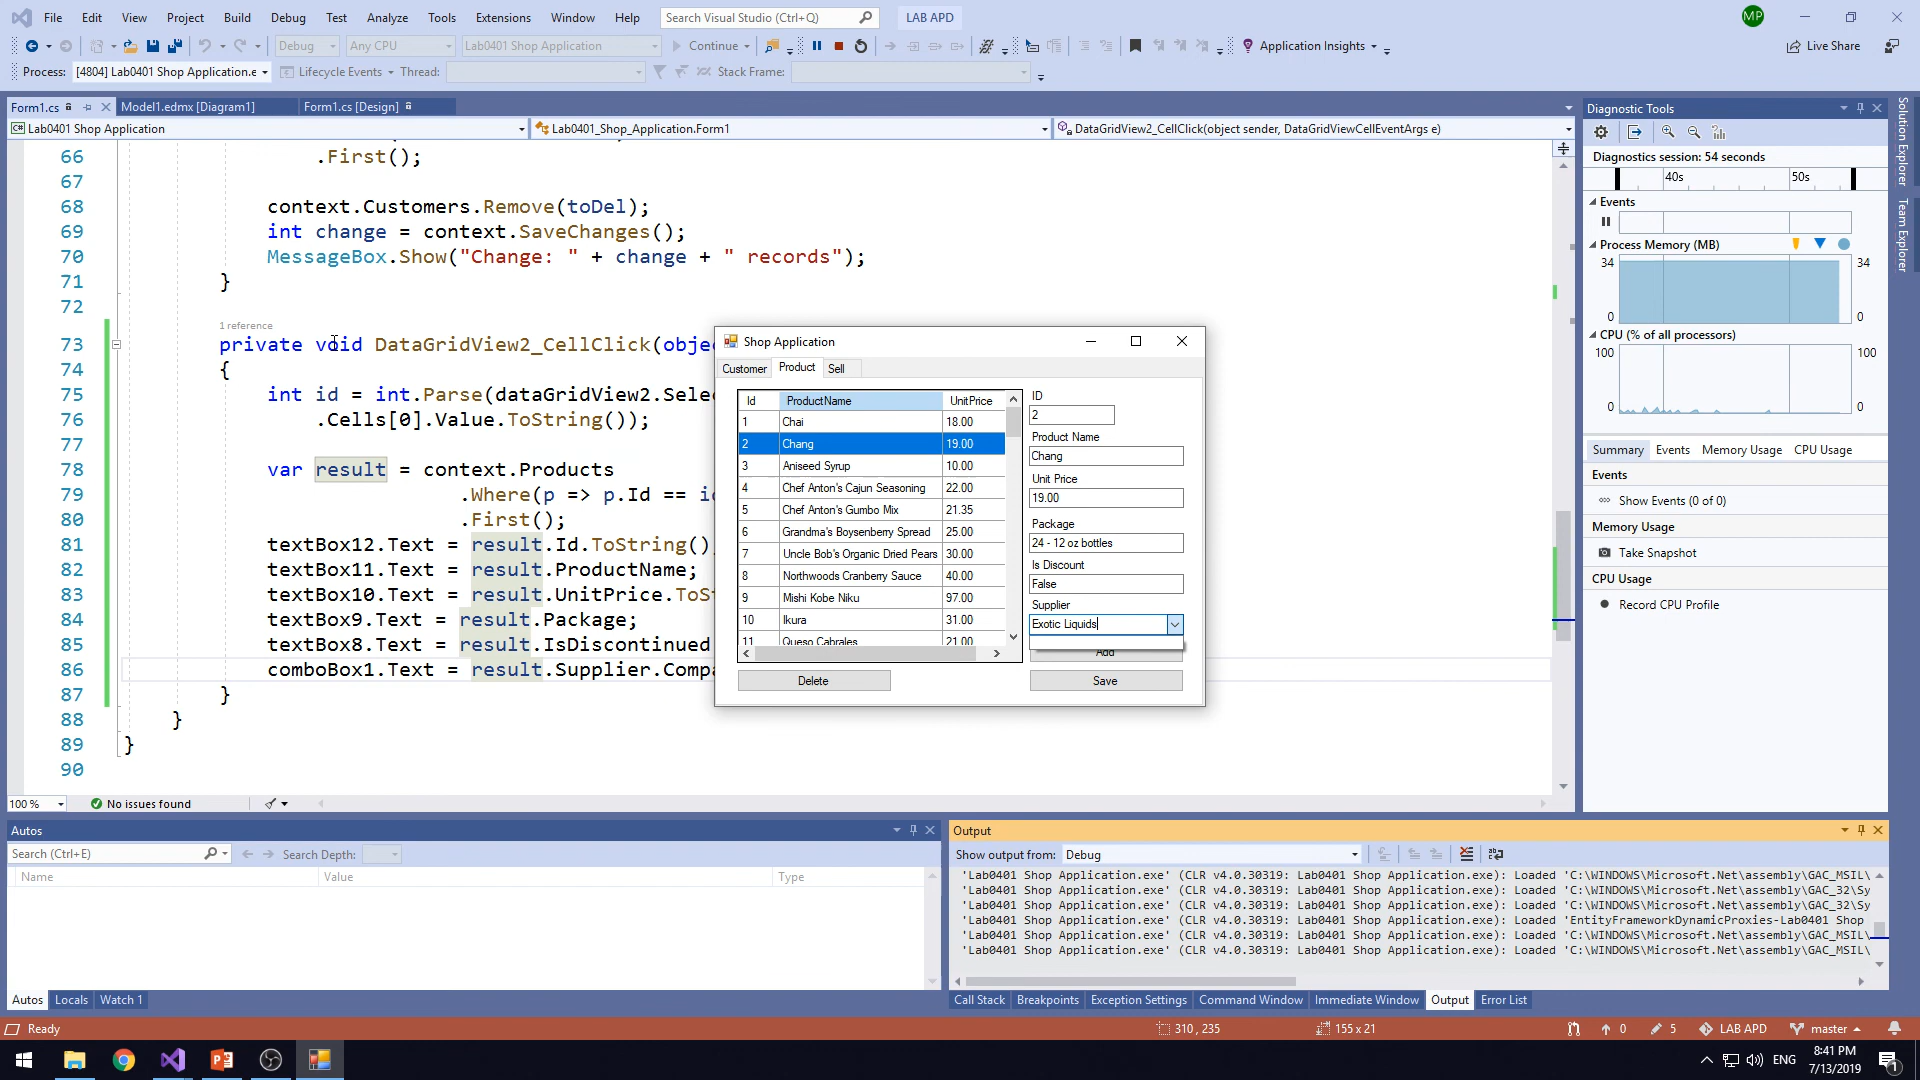 File Edit View Project Build Debug Test Analyze Tools Extensions Window Help Search Visual Studio (Ctrl+Q) LAB APD MP
Debug Any CPU Lab0401 Shop Application Continue Application Insights Live Share
Process: [4804] Lab0401 Shop Application.e Lifecycle Events Thread: Stack Frame:
Form1.cs Model1.edmx [Diagram1] Form1.cs [Design]
Lab0401 Shop Application Lab0401_Shop_Application.Form1 DataGridView2_CellClick(object sender, DataGridViewCellEventArgs e)
66 .First();
67
68 context.Customers.Remove(toDel);
69 int change = context.SaveChanges();
70 MessageBox.Show("Change: " + change + " records");
71 }
72
1 reference
73 private void DataGridView2_CellClick(objec
74 {
75 int id = int.Parse(dataGridView2.Selec
76 .Cells[0].Value.ToString());
77
78 var result = context.Products
79 .Where(p => p.Id == i
80 .First();
81 textBox12.Text = result.Id.ToString()
82 textBox11.Text = result.ProductName;
83 textBox10.Text = result.UnitPrice.ToS
84 textBox9.Text = result.Package;
85 textBox8.Text = result.IsDiscontinued
86 comboBox1.Text = result.Supplier.Compa
87 }
88 }
89 }
90
100 % No issues found
Shop Application
Customer Product Sell
Id ProductName UnitPrice
1 Chai 18.00
2 Chang 19.00
3 Aniseed Syrup 10.00
4 Chef Anton's Cajun Seasoning 22.00
5 Chef Anton's Gumbo Mix 21.35
6 Grandma's Boysenberry Spread 25.00
7 Uncle Bob's Organic Dried Pears 30.00
8 Northwoods Cranberry Sauce 40.00
9 Mishi Kobe Niku 97.00
10 Ikura 31.00
11 Queso Cabrales 21.00
Delete
ID
2
Product Name
Chang
Unit Price
19.00
Package
24 - 12 oz bottles
Is Discount
False
Supplier
Exotic Liquids
Add
Save
Diagnostic Tools
Diagnostics session: 54 seconds
40s 50s
Events
Process Memory (MB)
34 34
0 0
CPU (% of all processors)
100 100
0 0
Summary Events Memory Usage CPU Usage
Events
Show Events (0 of 0)
Memory Usage
Take Snapshot
CPU Usage
Record CPU Profile
Solution Explorer
Team Explorer
Autos
Search (Ctrl+E) Search Depth:
Name Value Type
Autos Locals Watch 1
Output
Show output from: Debug
'Lab0401 Shop Application.exe' (CLR v4.0.30319: Lab0401 Shop Application.exe): Loaded 'C:\WINDOWS\Microsoft.Net\assembly\GAC_MSIL\
'Lab0401 Shop Application.exe' (CLR v4.0.30319: Lab0401 Shop Application.exe): Loaded 'C:\WINDOWS\Microsoft.Net\assembly\GAC_32\Sy
'Lab0401 Shop Application.exe' (CLR v4.0.30319: Lab0401 Shop Application.exe): Loaded 'C:\WINDOWS\Microsoft.Net\assembly\GAC_32\Sy
'Lab0401 Shop Application.exe' (CLR v4.0.30319: Lab0401 Shop Application.exe): Loaded 'EntityFrameworkDynamicProxies-Lab0401 Shop
'Lab0401 Shop Application.exe' (CLR v4.0.30319: Lab0401 Shop Application.exe): Loaded 'C:\WINDOWS\Microsoft.Net\assembly\GAC_MSIL\
'Lab0401 Shop Application.exe' (CLR v4.0.30319: Lab0401 Shop Application.exe): Loaded 'C:\WINDOWS\Microsoft.Net\assembly\GAC_MSIL\
Call Stack Breakpoints Exception Settings Command Window Immediate Window Output Error List
Ready 310 , 235 155 x 21 0 5 LAB APD master
ENG 8:41 PM
7/13/2019 1